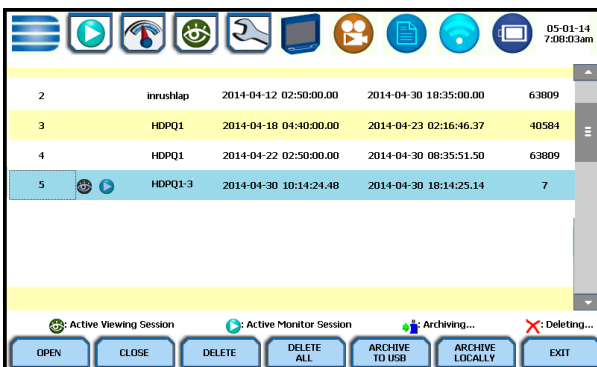 05-01-14
7:08:03am
2 inrushlap 2014-04-12 02:50:00.00 2014-04-30 18:35:00.00 63809
3 HDPQ1 2014-04-18 04:40:00.00 2014-04-23 02:16:46.37 40584
4 HDPQ1 2014-04-22 02:50:00.00 2014-04-30 08:35:51.50 63809
5 HDPQ1-3 2014-04-30 10:14:24.48 2014-04-30 18:14:25.14 7
: Active Viewing Session : Active Monitor Session : Archiving... : Deleting...
OPEN CLOSE DELETE DELETE ALL ARCHIVE TO USB ARCHIVE LOCALLY EXIT